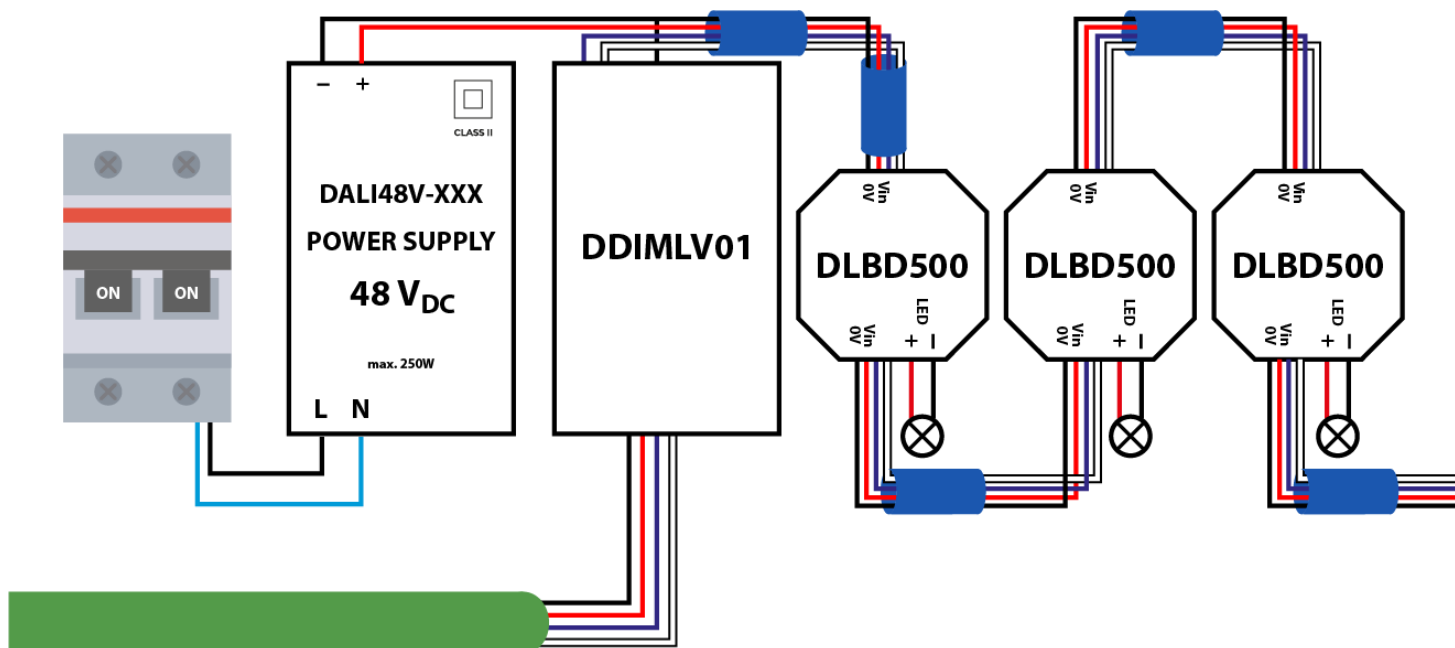 − +
CLASS II
DALI48V-XXX
POWER SUPPLY
48 VDC
max. 250W
L N
ON ON
DDIMLV01
0V Vin
DLBD500
0V Vin LED + −
0V Vin
DLBD500
0V Vin LED + −
0V Vin
DLBD500
0V Vin LED + −